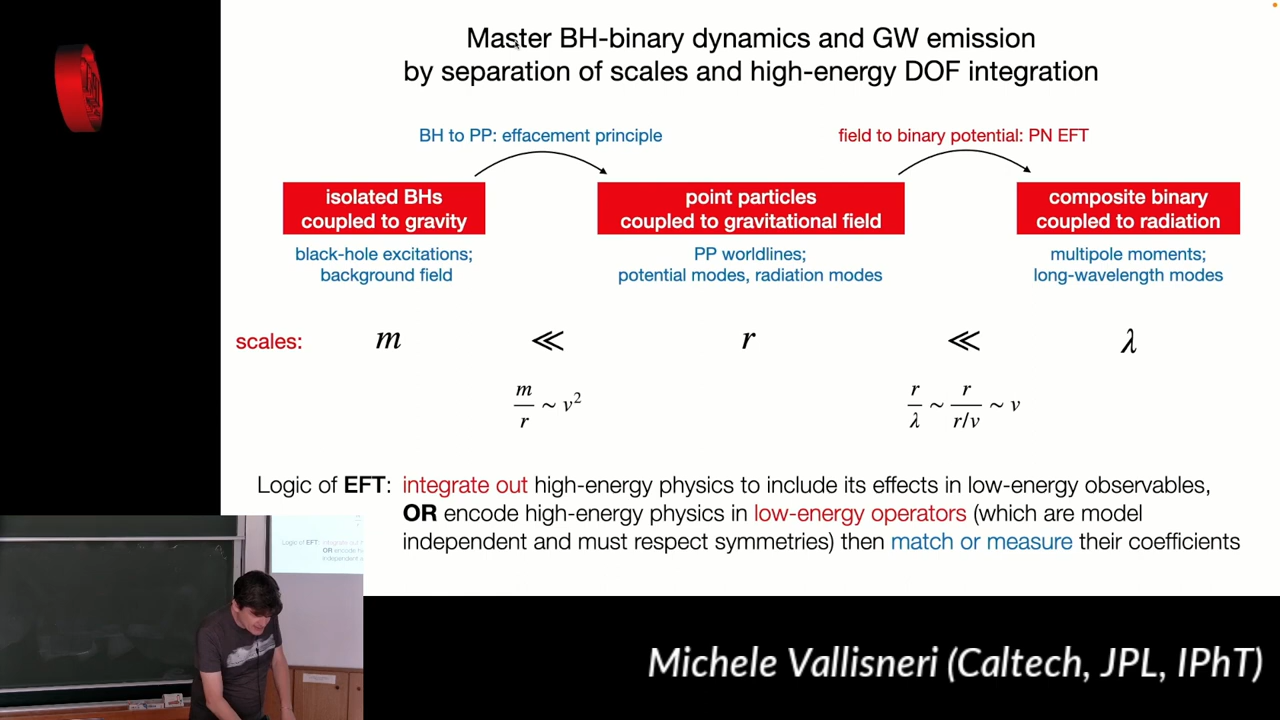 Master BH-binary dynamics and GW emission
by separation of scales and high-energy DOF integration
BH to PP: effacement principle
field to binary potential: PN EFT
isolated BHs
coupled to gravity
point particles
coupled to gravitational field
composite binary
coupled to radiation
black-hole excitations;
background field
PP worldlines;
potential modes, radiation modes
multipole moments;
long-wavelength modes
scales: m ≪ r ≪ λ
m/r ~ v²
r/λ ~ r/(r/v) ~ v
Logic of EFT: integrate out high-energy physics to include its effects in low-energy observables,
OR encode high-energy physics in low-energy operators (which are model
independent and must respect symmetries) then match or measure their coefficients
Logic of EFT:
Michele Vallisneri (Caltech, JPL, IPhT)